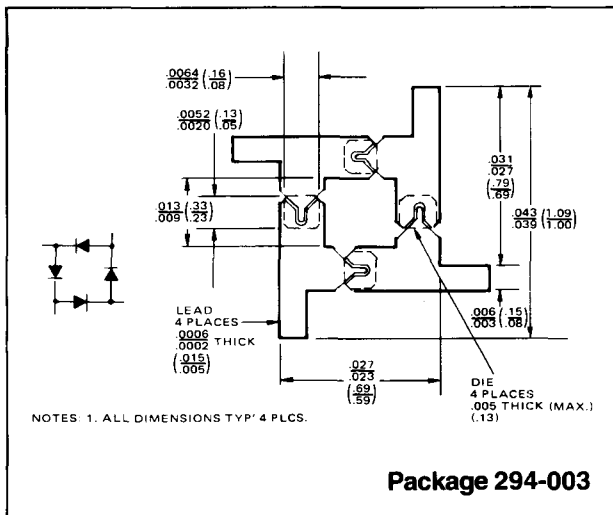 .0064 (.16
.0032 (.08)
.0052 (.13
.0020 (.05)
.013 (.33
.009 (.23)
.031
.027
(.79
.69)
.043 (1.09
.039 (1.00)
.006 (.15
.003 (.08)
LEAD
4 PLACES
.0006
.0002 THICK
(.015
.005)
.027
.023
(.69
.59)
DIE
4 PLACES
.005 THICK (MAX.)
(.13)
NOTES: 1. ALL DIMENSIONS TYP' 4 PLCS.
Package 294-003